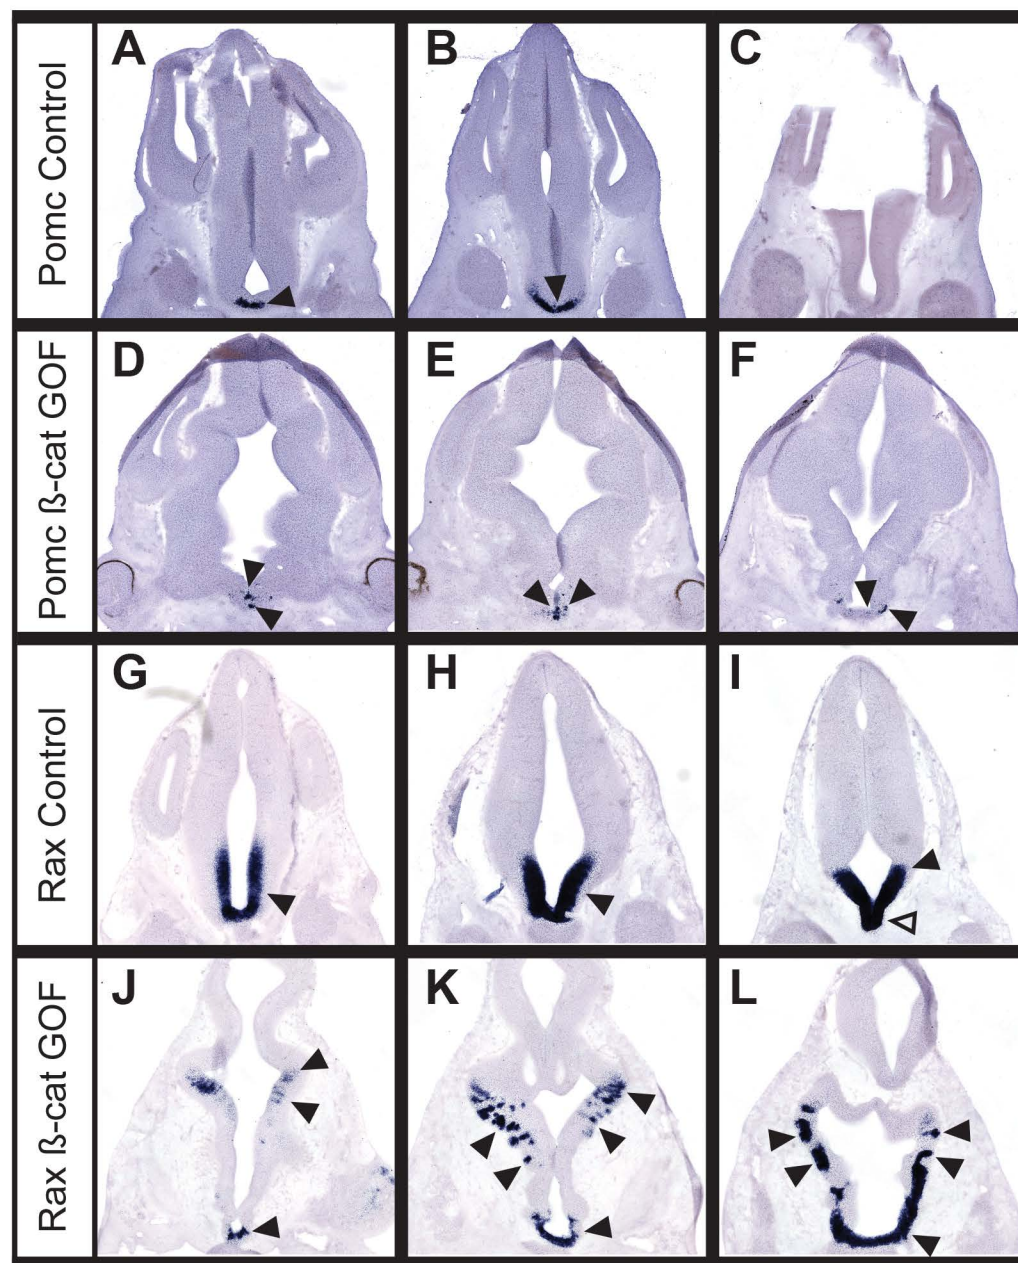 Pomc Control
A
B
C
Pomc ß-cat GOF
D
E
F
Rax Control
G
H
I
Rax ß-cat GOF
J
K
L